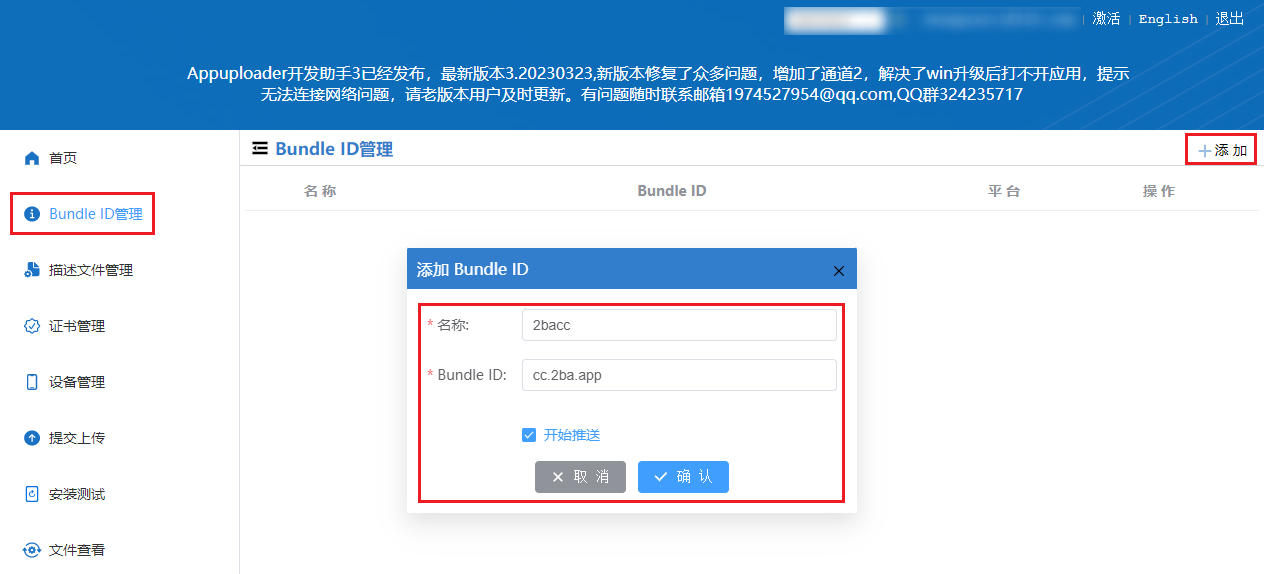 激活 | English | 退出
Appuploader开发助手3已经发布，最新版本3.20230323,新版本修复了众多问题，增加了通道2，解决了win升级后打不开应用，提示
无法连接网络问题，请老版本用户及时更新。有问题随时联系邮箱1974527954@qq.com,QQ群324235717
首页
Bundle ID管理
描述文件管理
证书管理
设备管理
提交上传
安装测试
文件查看
Bundle ID管理
添 加
名 称 Bundle ID 平 台 操 作
添加 Bundle ID
* 名称: 2bacc
* Bundle ID: cc.2ba.app
开始推送
取 消 确 认